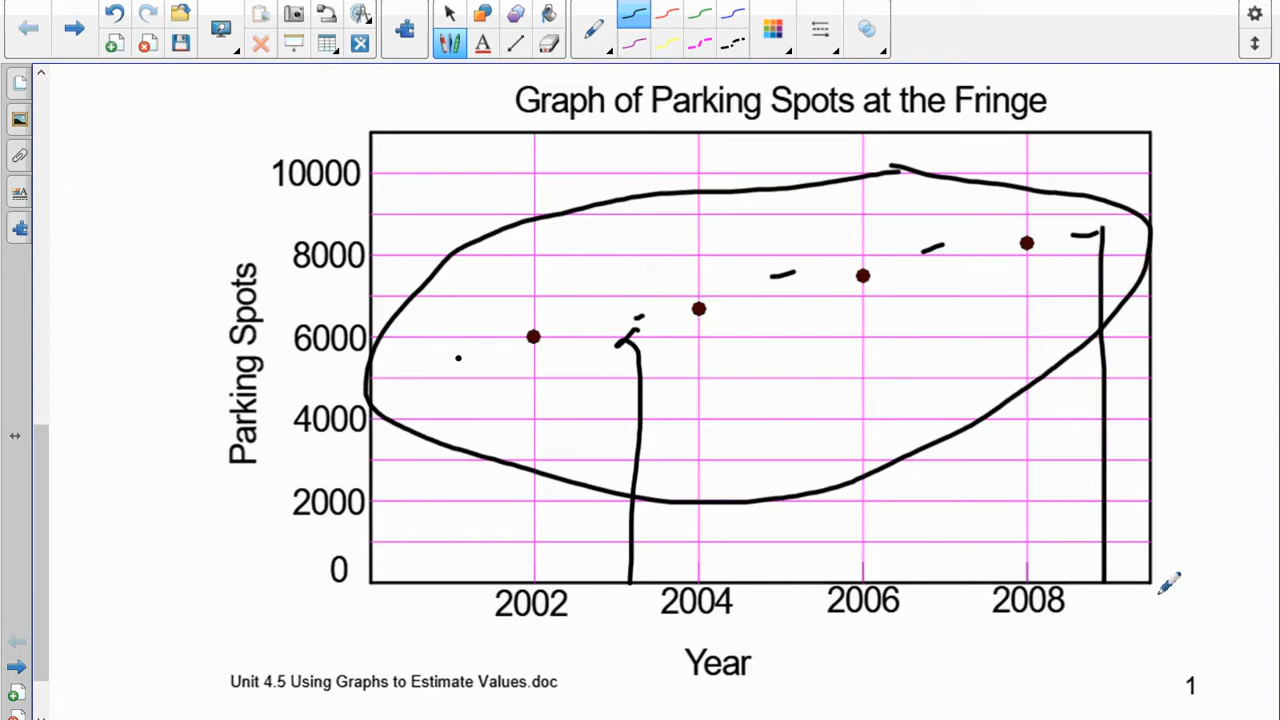 Graph of Parking Spots at the Fringe
10000
8000
6000
4000
2000
0
Parking Spots
2002 2004 2006 2008
Year
Unit 4.5 Using Graphs to Estimate Values.doc
1